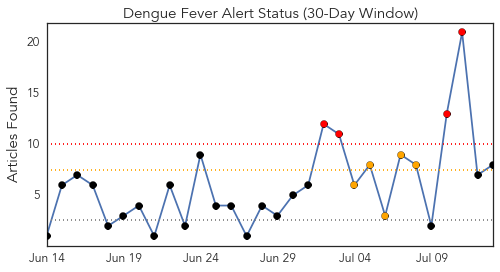 Dengue Fever Alert Status (30-Day Window)
Articles Found
20
15
10
5
Jun 14 Jun 19 Jun 24 Jun 29 Jul 04 Jul 09